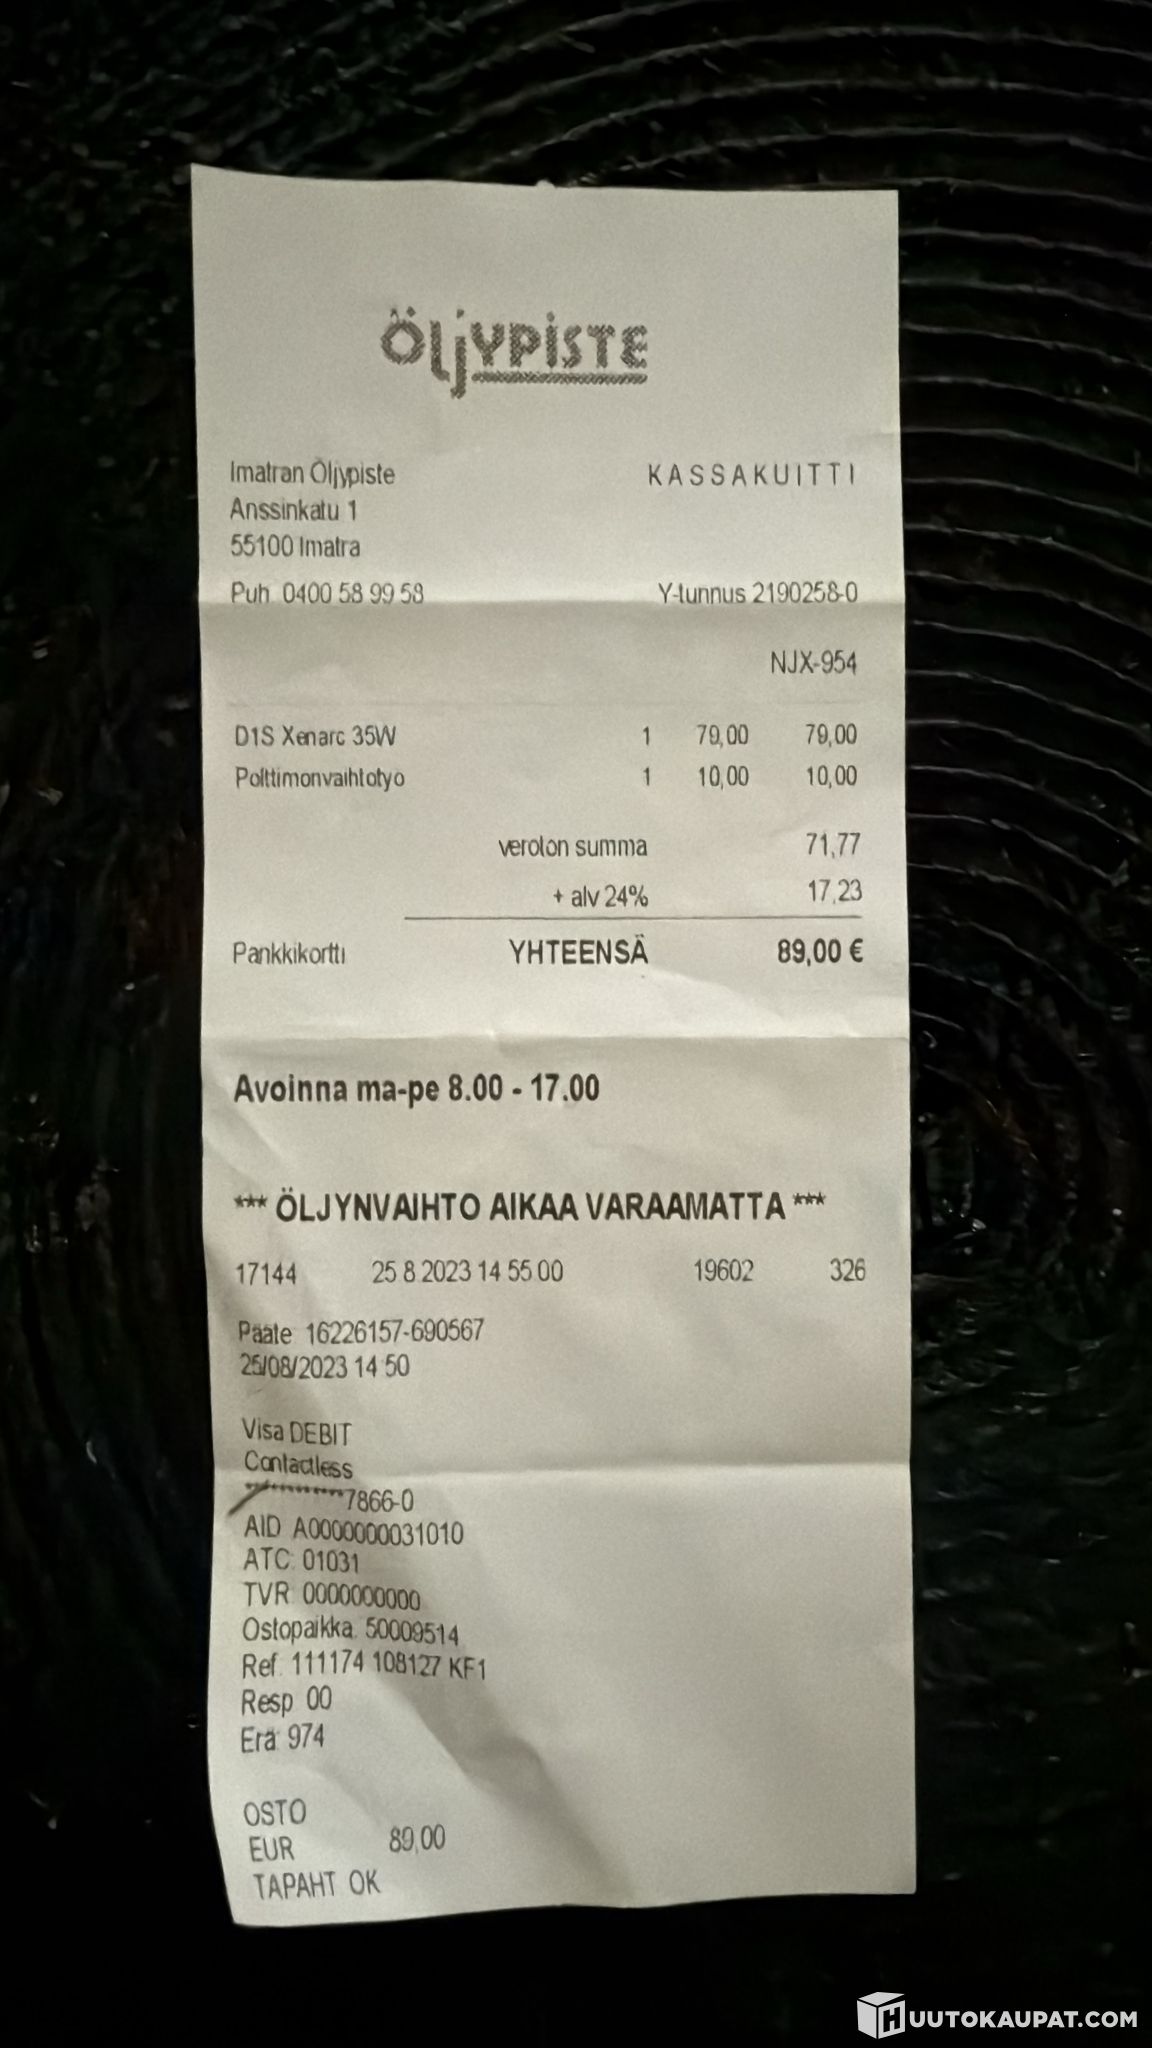 ÖLJYPISTE
Imatran Öljypiste KASSAKUITTI
Anssinkatu 1
55100 Imatra
Puh. 0400 58 99 58 Y-tunnus 2190258-0
NJX-954
D1S Xenarc 35W 1 79,00 79,00
Polttimonvaihtotyö 1 10,00 10,00
veroton summa 71,77
+ alv 24% 17,23
Pankkikortti YHTEENSÄ 89,00 €
Avoinna ma-pe 8.00 - 17.00
*** ÖLJYNVAIHTO AIKAA VARAAMATTA ***
17144 25.8.2023 14.55.00 19602 326
Pääte: 16226157-690567
25/08/2023 14:50
Visa DEBIT
Contactless
************7866-0
AID: A0000000031010
ATC: 01031
TVR: 0000000000
Ostopaikka: 50009514
Ref: 111174 108127 KF1
Resp: 00
Erä: 974
OSTO
EUR 89,00
TAPAHT. OK
HUUTOKAUPAT.COM